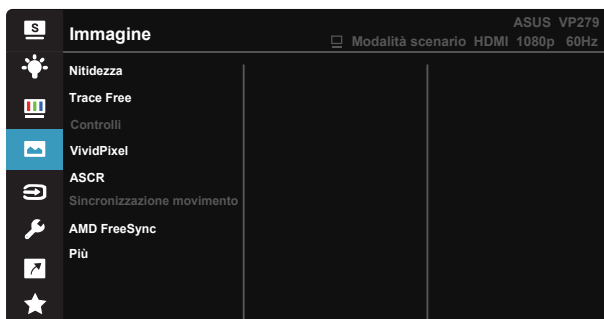 S
Immagine
ASUS VP279
Modalità scenario HDMI 1080p 60Hz
Nitidezza
Trace Free
Controlli
VividPixel
ASCR
Sincronizzazione movimento
AMD FreeSync
Più